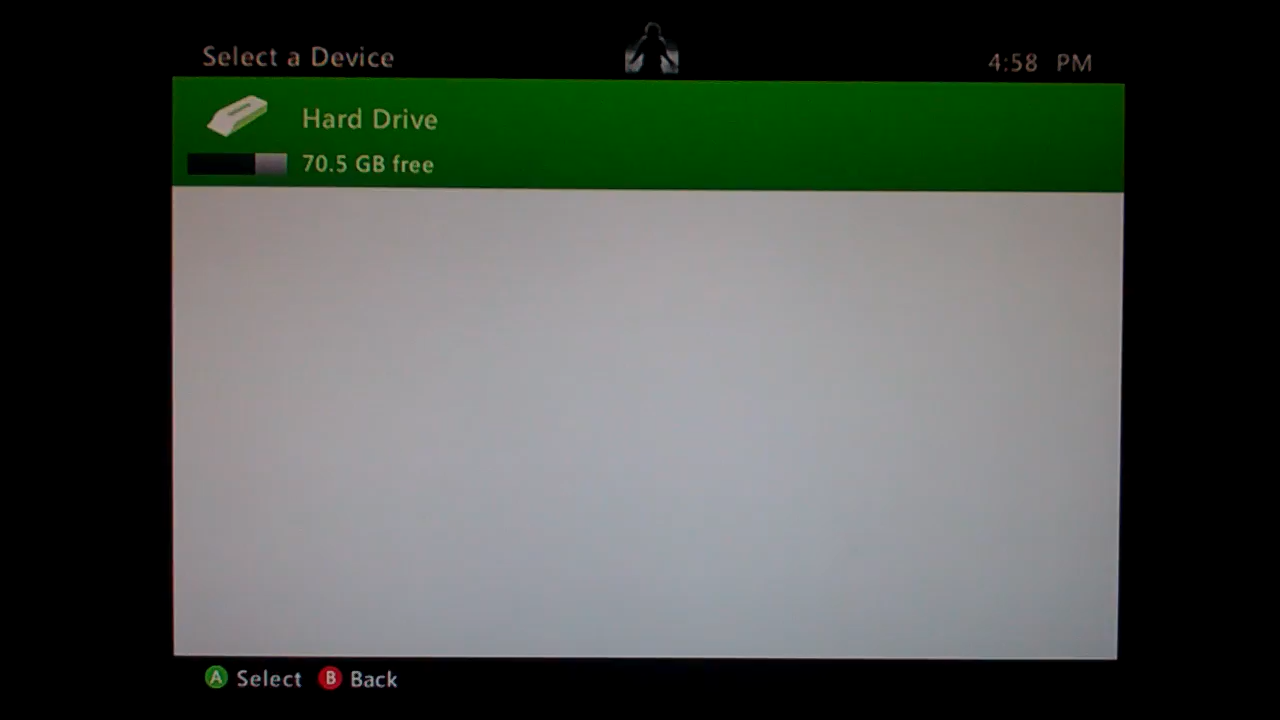 Select a Device
4:58 PM
Hard Drive
70.5 GB free
A Select B Back